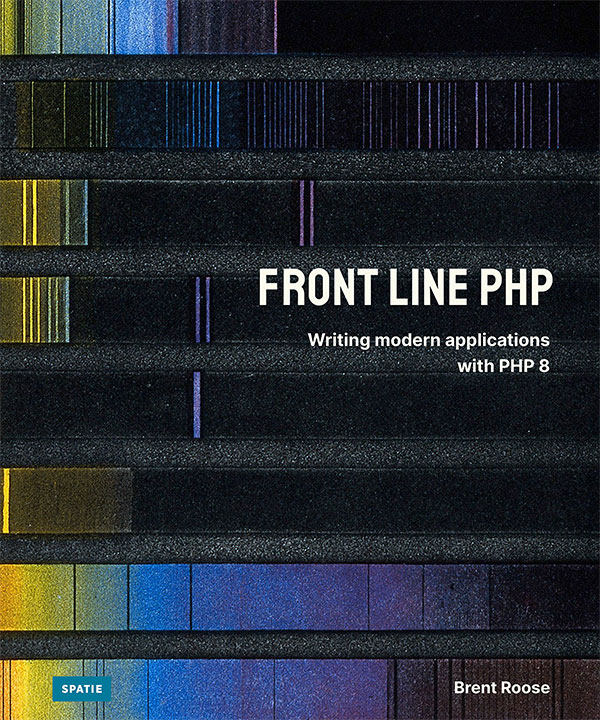 FRONT LINE PHP
Writing modern applications
with PHP 8
SPATIE
Brent Roose